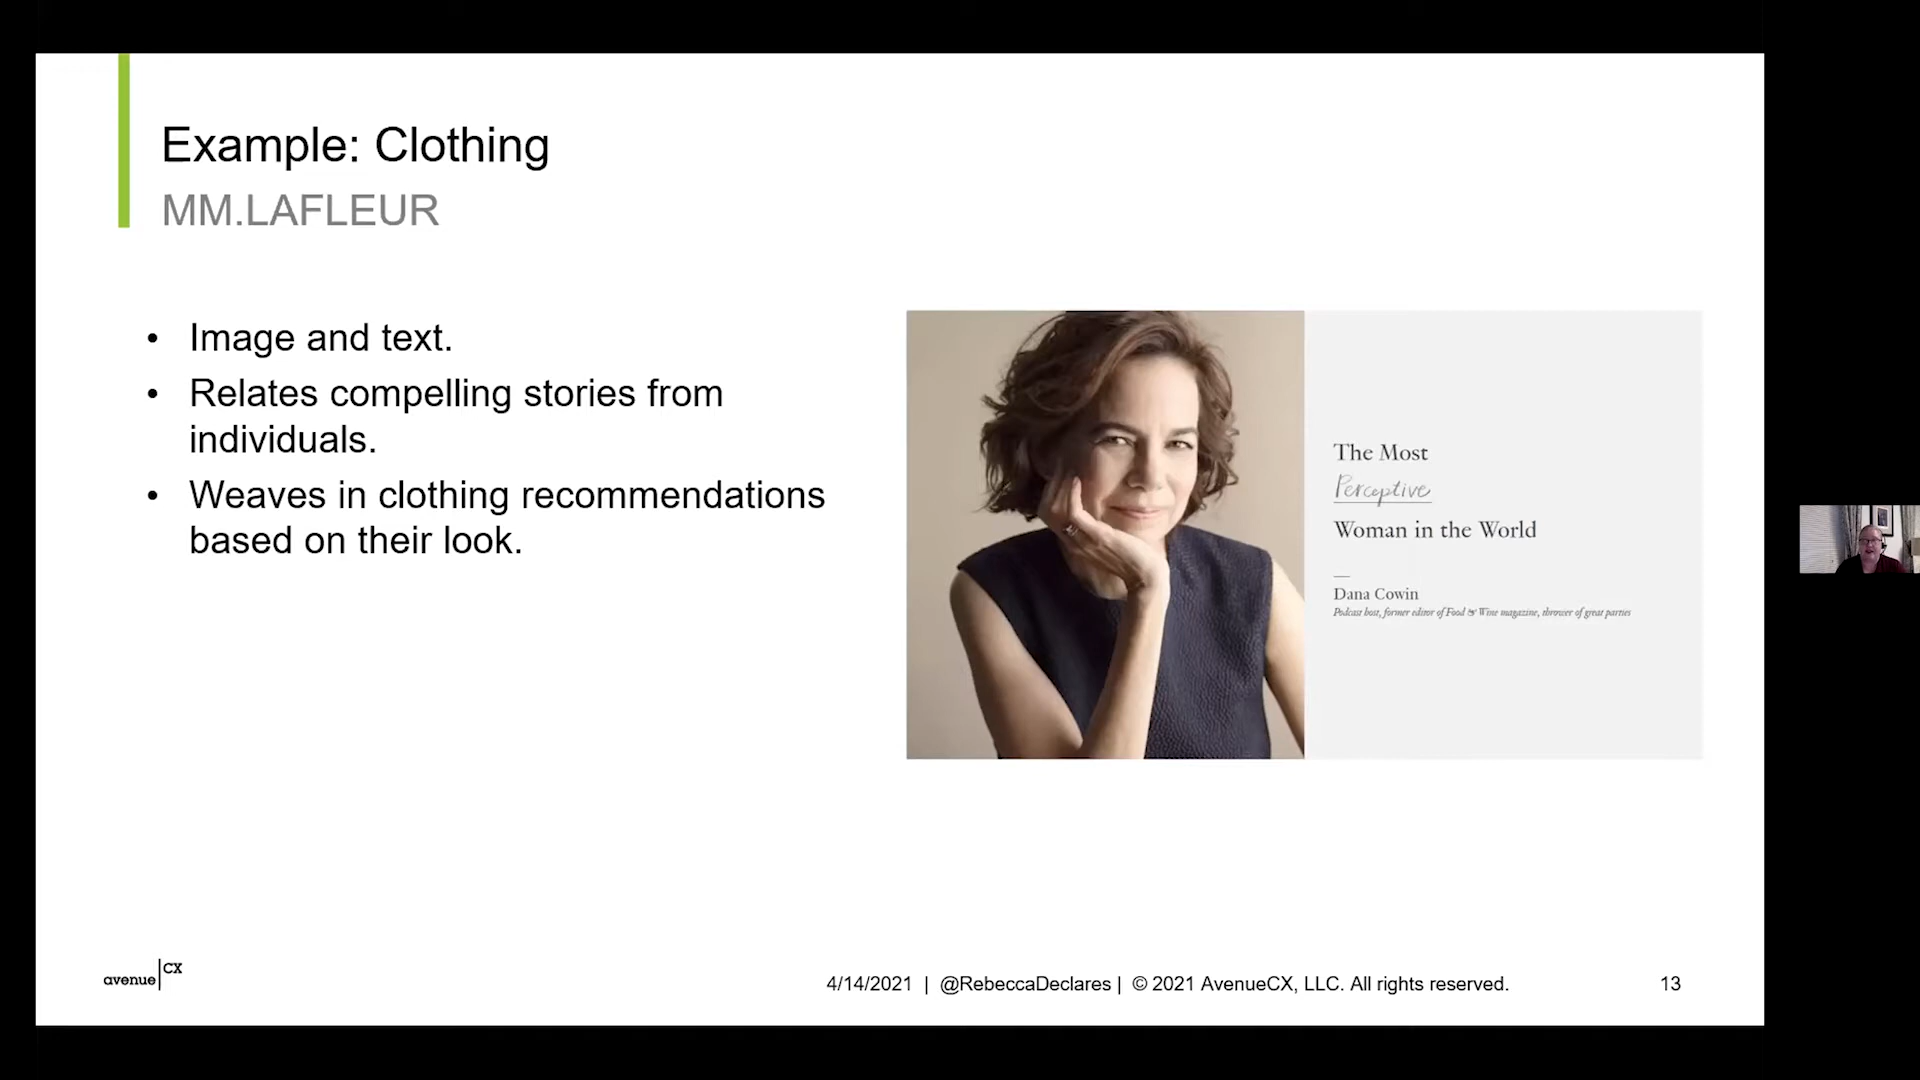 Example: Clothing
MM.LAFLEUR
• Image and text.
• Relates compelling stories from
individuals.
• Weaves in clothing recommendations
based on their look.
The Most
Perceptive
Woman in the World
Dana Cowin
Podcast host, former editor of Food & Wine magazine, thrower of great parties
avenue CX
4/14/2021 | @RebeccaDeclares | © 2021 AvenueCX, LLC. All rights reserved.
13